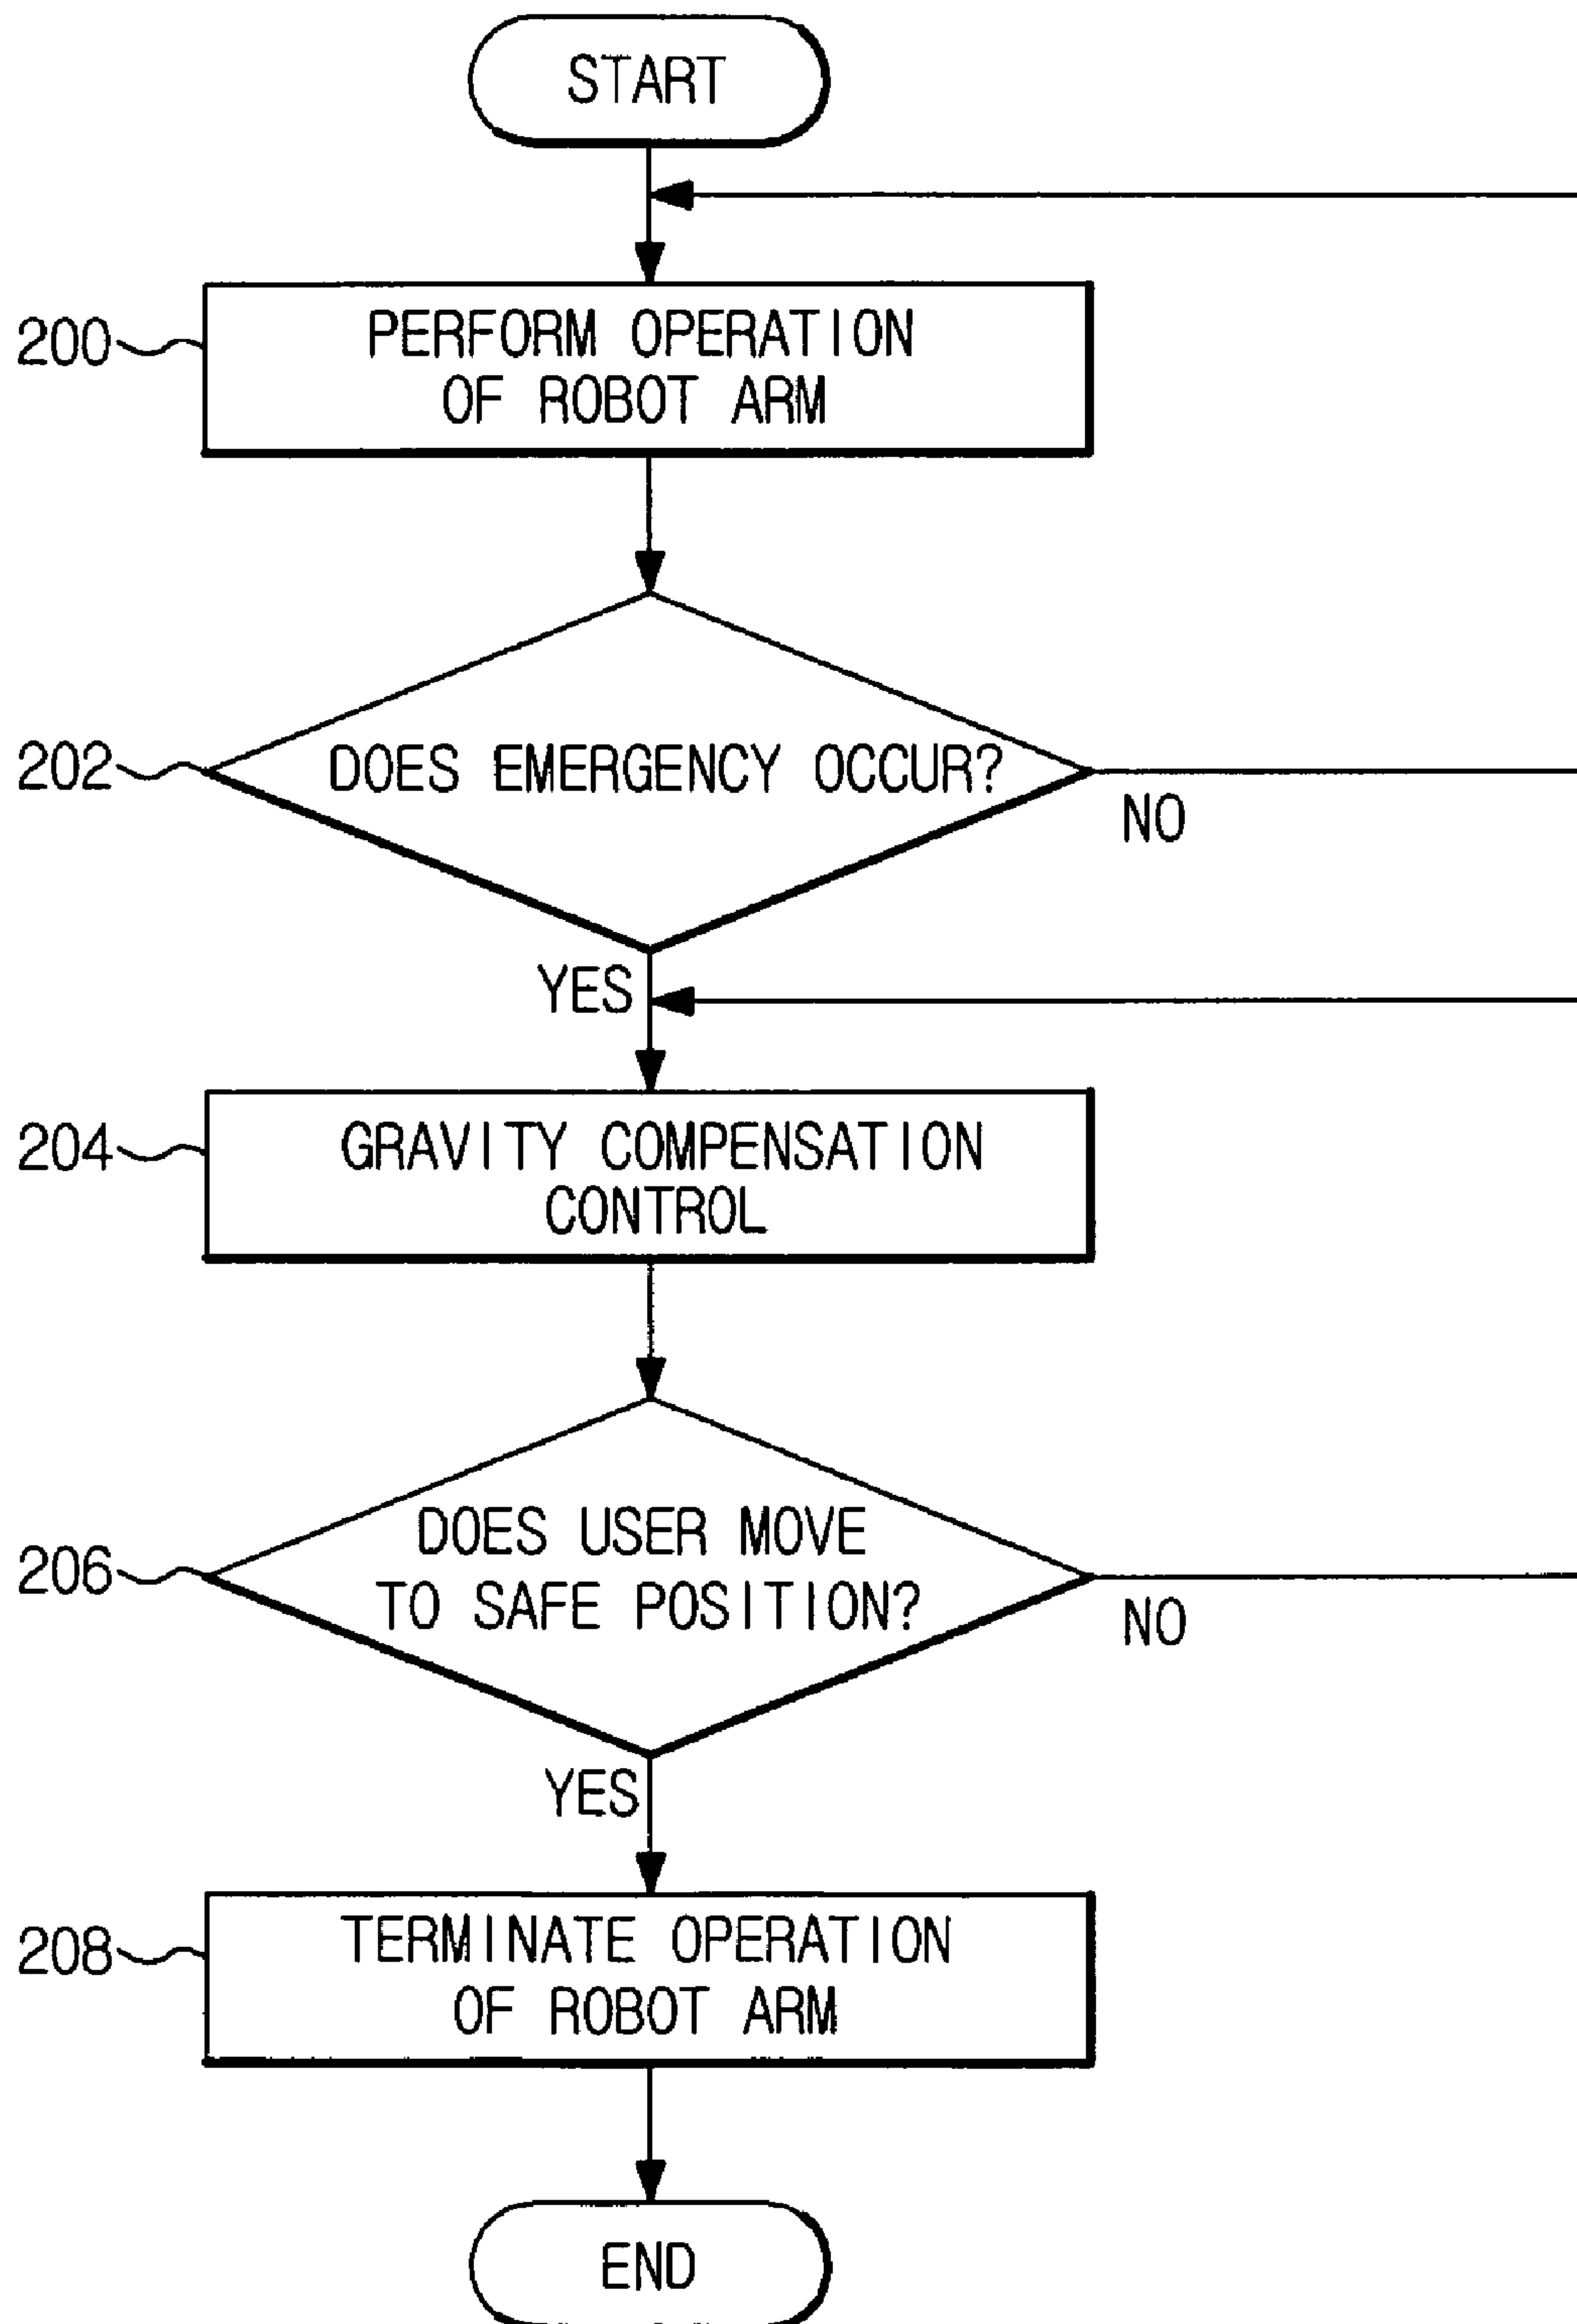 START
200
PERFORM OPERATION
OF ROBOT ARM
202
DOES EMERGENCY OCCUR?
NO
YES
204
GRAVITY COMPENSATION
CONTROL
206
DOES USER MOVE
TO SAFE POSITION?
NO
YES
208
TERMINATE OPERATION
OF ROBOT ARM
END